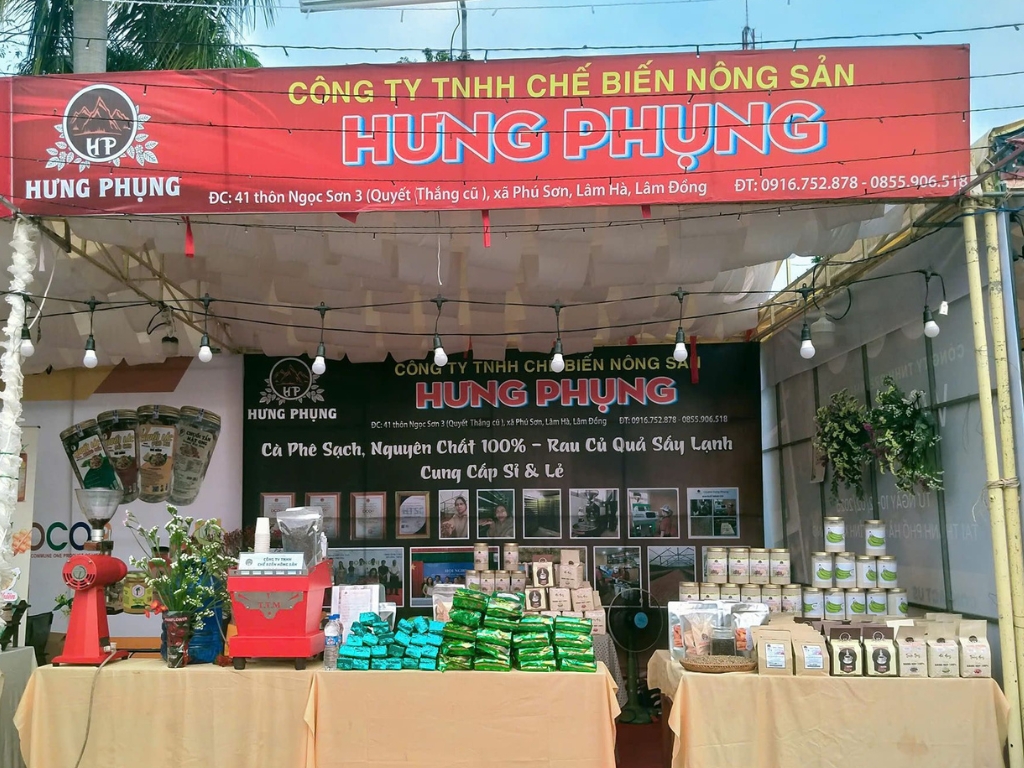 CÔNG TY TNHH CHẾ BIẾN NÔNG SẢN
HƯNG PHỤNG
HP
HƯNG PHỤNG
ĐC: 41 thôn Ngọc Sơn 3 (Quyết Thắng cũ ), xã Phú Sơn, Lâm Hà, Lâm Đồng
ĐT: 0916.752.878 - 0855.906.518
HP
HƯNG PHỤNG
CÔNG TY TNHH CHẾ BIẾN NÔNG SẢN
HƯNG PHỤNG
ĐC: 41 thôn Ngọc Sơn 3 (Quyết Thắng cũ ), xã Phú Sơn, Lâm Hà, Lâm Đồng
ĐT: 0916.752.878 - 0855.906.518
Cà Phê Sạch, Nguyên Chất 100% - Rau Củ Quả Sấy Lạnh
Cung Cấp Sỉ & Lẻ
OCO
CÔNG TY TNHH